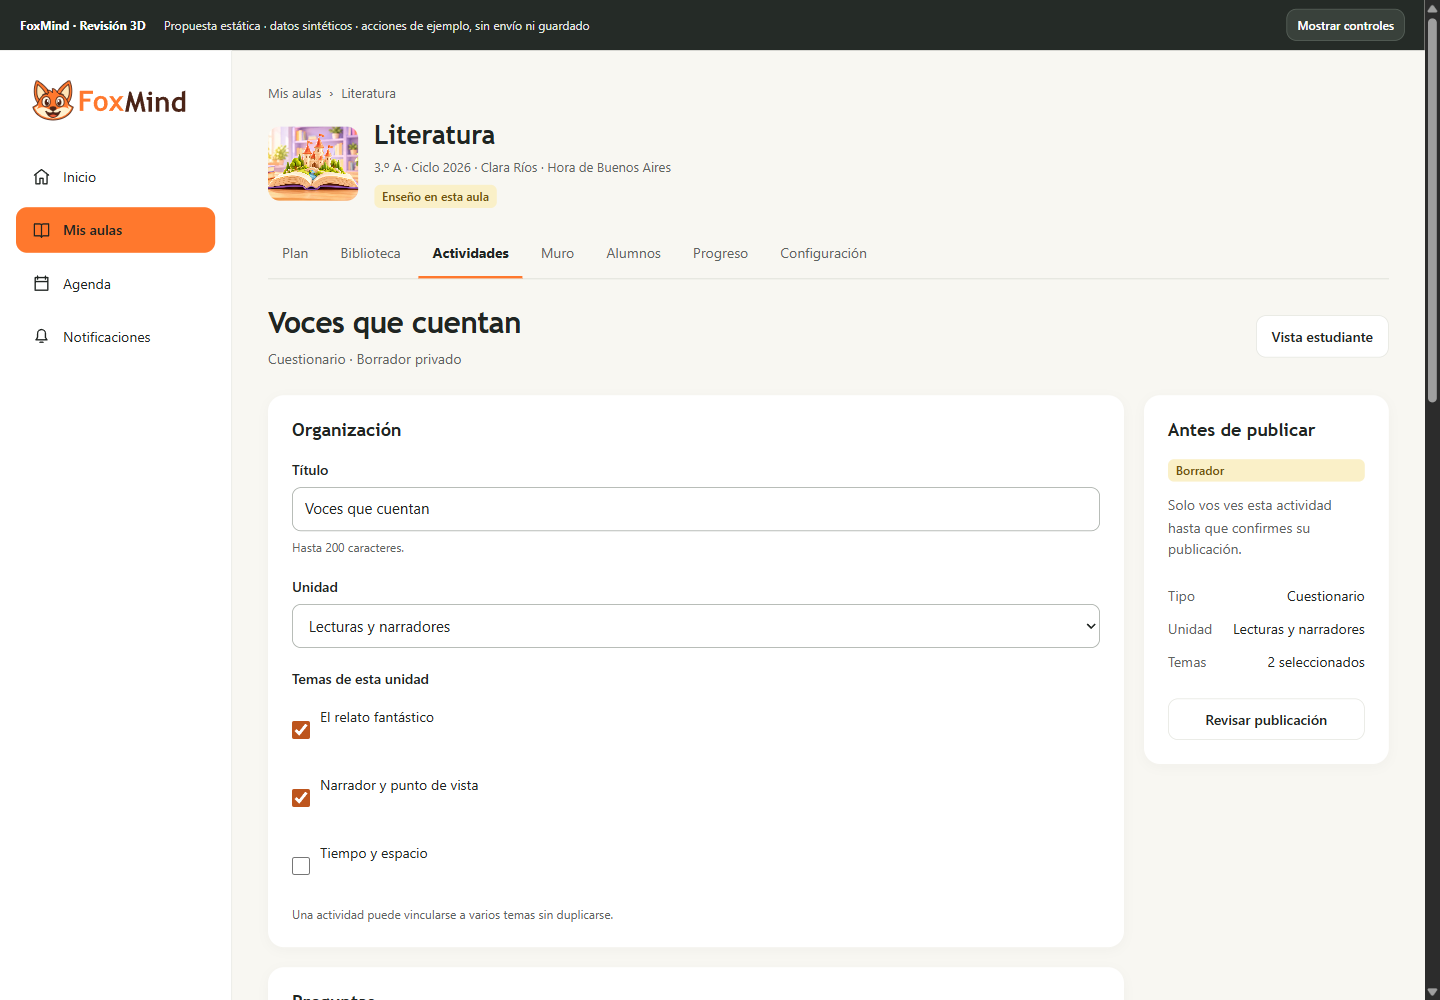 FoxMind · Revisión 3D
Propuesta estática · datos sintéticos · acciones de ejemplo, sin envío ni guardado
Mostrar controles
FoxMind
Inicio
Mis aulas
Agenda
Notificaciones
Mis aulas › Literatura
Literatura
3.º A · Ciclo 2026 · Clara Ríos · Hora de Buenos Aires
Enseño en esta aula
Plan
Biblioteca
Actividades
Muro
Alumnos
Progreso
Configuración
Voces que cuentan
Cuestionario · Borrador privado
Vista estudiante
Organización
Título
Voces que cuentan
Hasta 200 caracteres.
Unidad
Lecturas y narradores
Temas de esta unidad
El relato fantástico
Narrador y punto de vista
Tiempo y espacio
Una actividad puede vincularse a varios temas sin duplicarse.
Antes de publicar
Borrador
Solo vos ves esta actividad
hasta que confirmes su
publicación.
Tipo Cuestionario
Unidad Lecturas y narradores
Temas 2 seleccionados
Revisar publicación
Preguntas